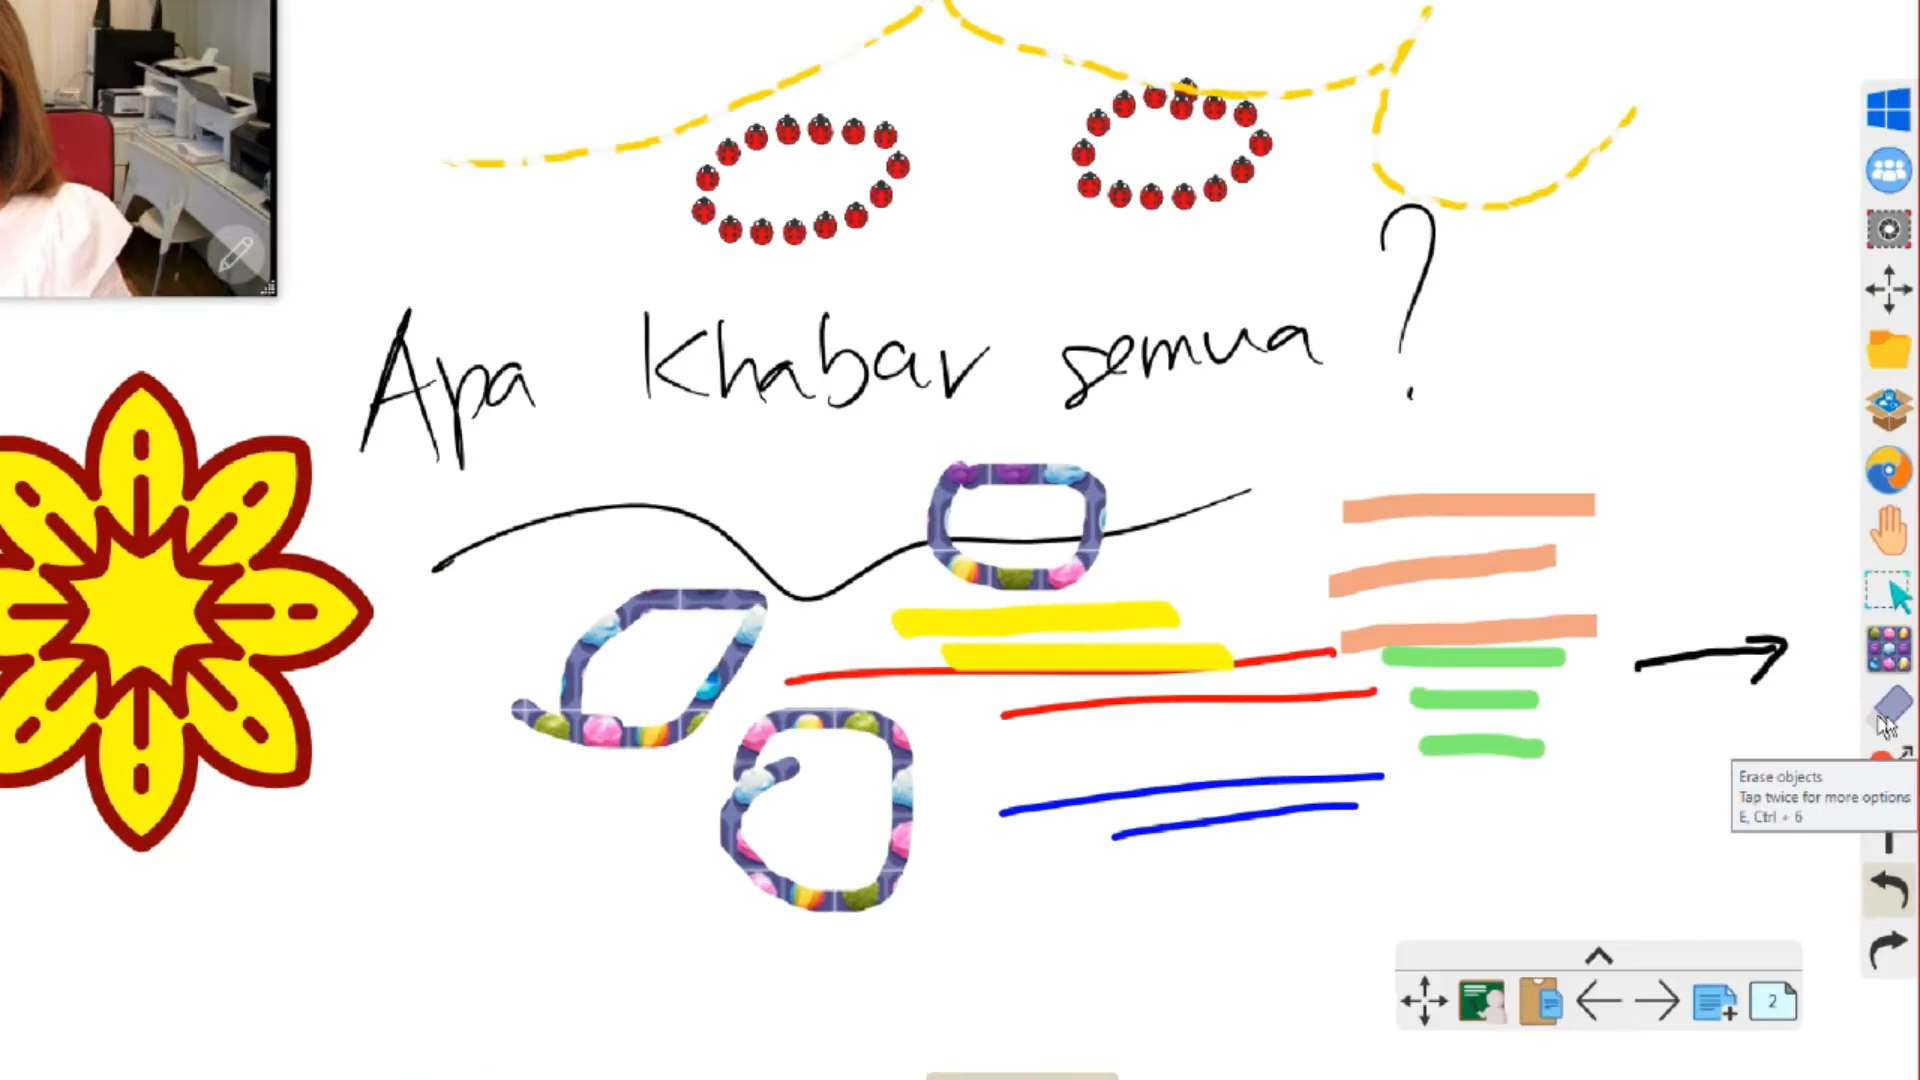 Apa Khabar semua ?
Erase objects
Tap twice for more options
E, Ctrl + 6
2